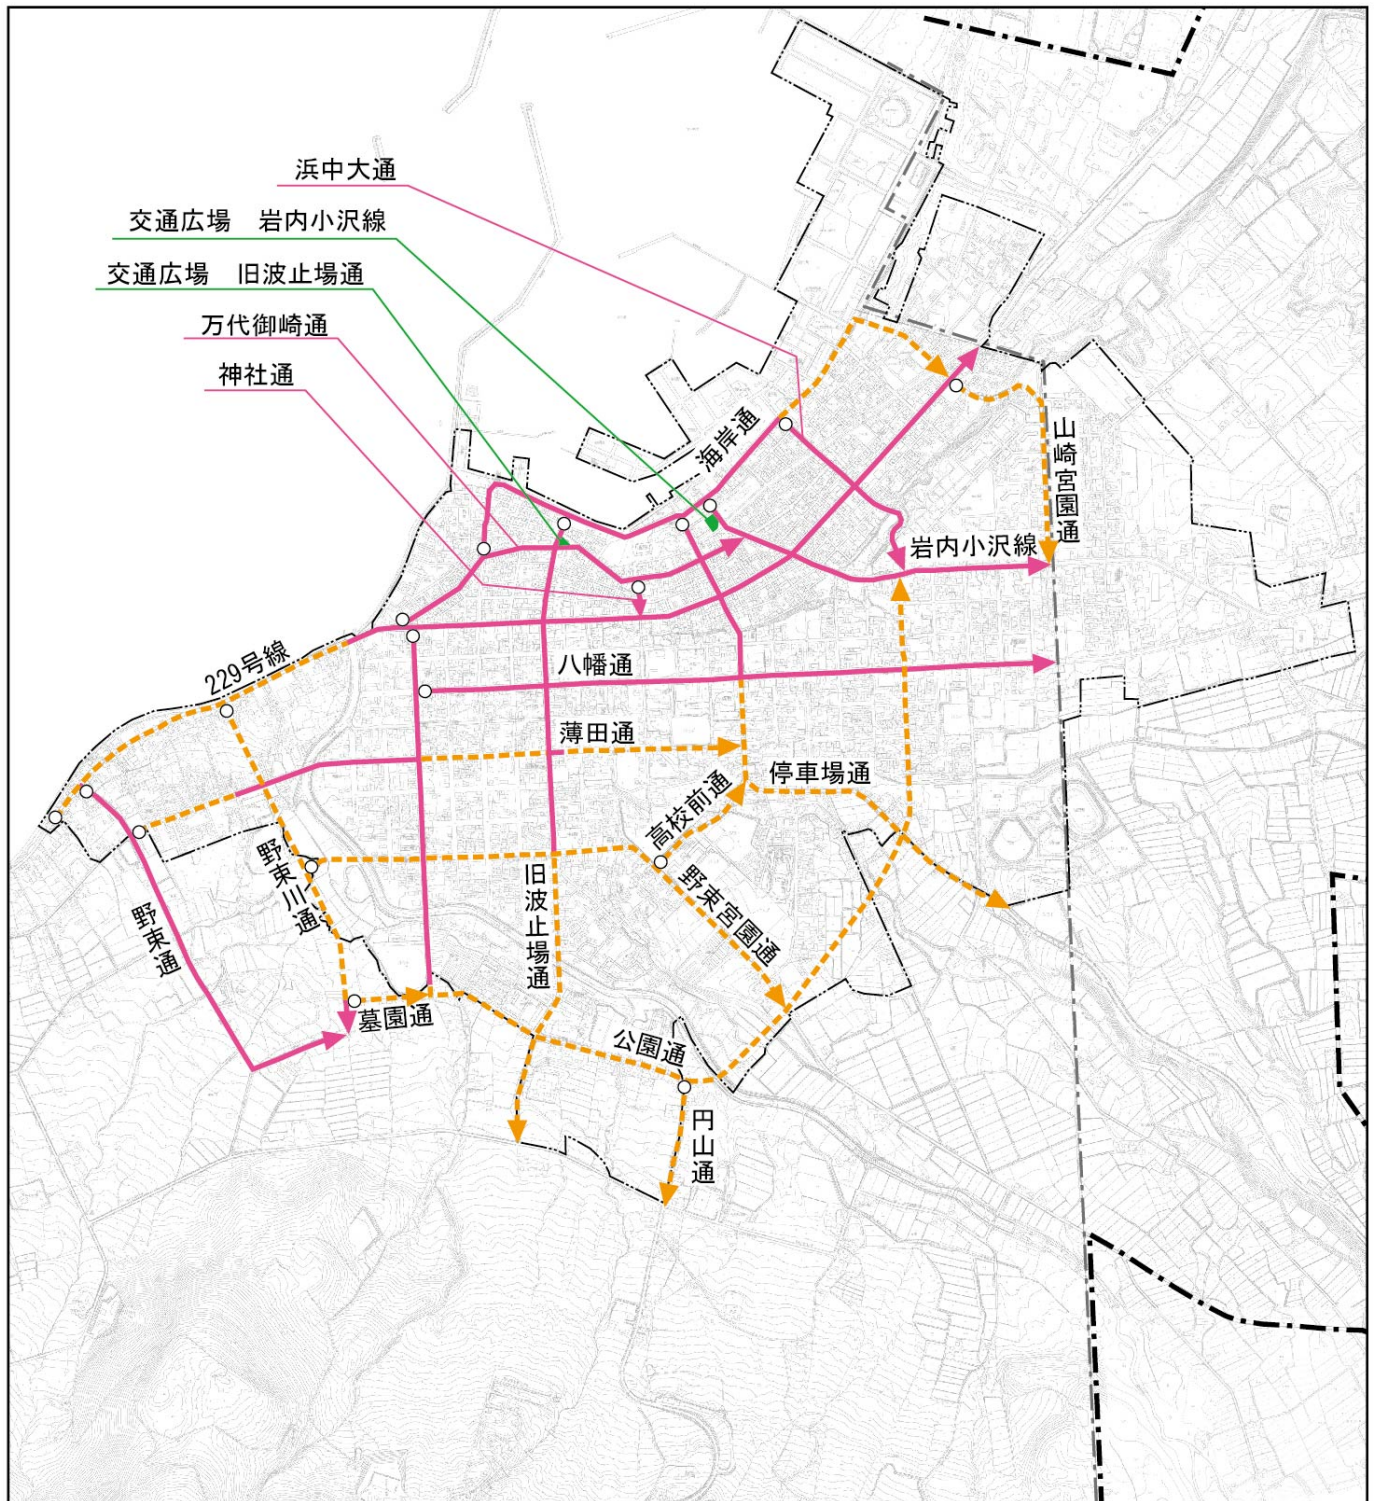 浜中大通
交通広場　岩内小沢線
交通広場　旧波止場通
万代御崎通
神社通
海岸通
山崎宮園通
岩内小沢線
229号線
八幡通
薄田通
停車場通
高校前通
野束川通
旧波止場通
野束宮園通
野束通
墓園通
公園通
円山通